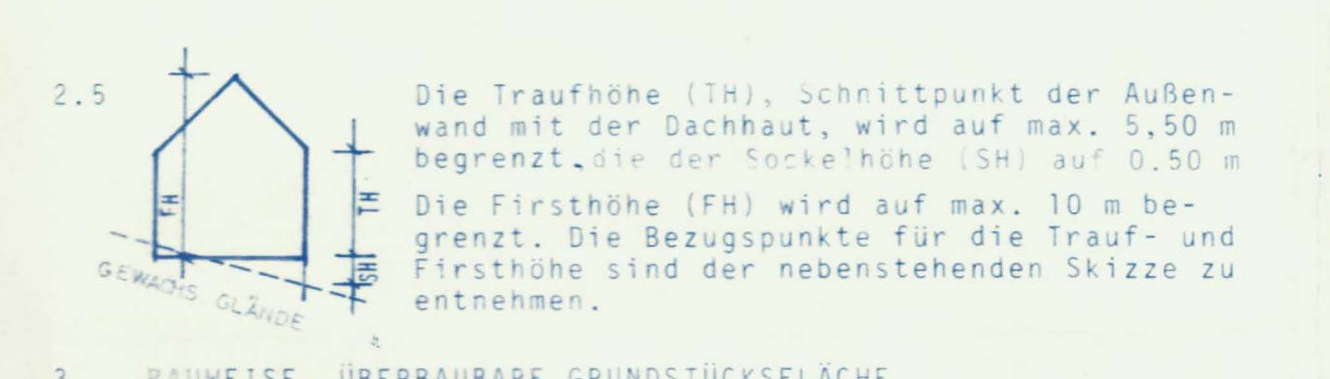 2.5
Die Traufhöhe (TH), Schnittpunkt der Außen-
wand mit der Dachhaut, wird auf max. 5,50 m
begrenzt.die der Sockelhöhe (SH) auf 0.50 m
Die Firsthöhe (FH) wird auf max. 10 m be-
grenzt. Die Bezugspunkte für die Trauf- und
Firsthöhe sind der nebenstehenden Skizze zu
entnehmen.
FH
TH
SH
GEWACHS GLÄNDE
BAUWEISE, ÜBERBAUBARE GRUNDSTÜCKSFLÄCHE